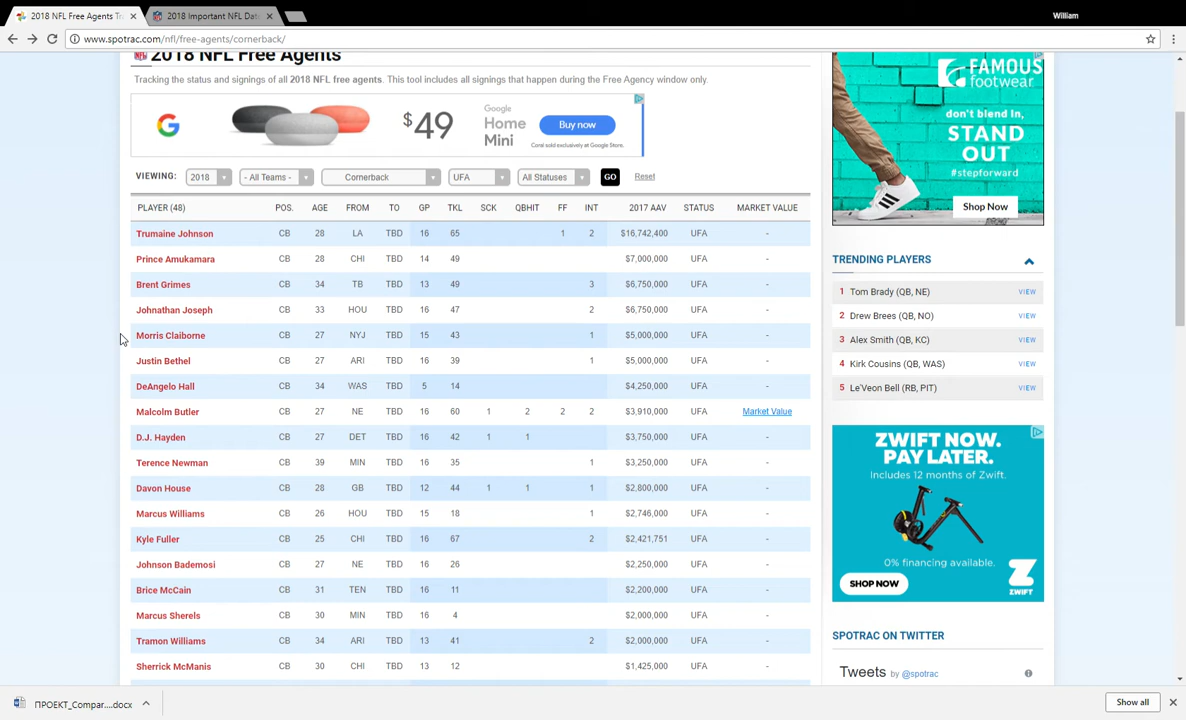 2018 NFL Free Agents Tr
2018 Important NFL Dat
William
www.spotrac.com/nfl/free-agents/cornerback/
2018 NFL Free Agents
Tracking the status and signings of all 2018 NFL free agents. This tool includes all signings that happen during the Free Agency window only.
$49
Google
Home
Mini
Buy now
Coral sold exclusively at Google Store.
VIEWING: 2018 - All Teams - Cornerback UFA All Statuses GO Reset
PLAYER (48) POS. AGE FROM TO GP TKL SCK QBHIT FF INT 2017 AAV STATUS MARKET VALUE
Trumaine Johnson CB 28 LA TBD 16 65 1 2 $16,742,400 UFA -
Prince Amukamara CB 28 CHI TBD 14 49 $7,000,000 UFA -
Brent Grimes CB 34 TB TBD 13 49 3 $6,750,000 UFA -
Johnathan Joseph CB 33 HOU TBD 16 47 2 $6,750,000 UFA -
Morris Claiborne CB 27 NYJ TBD 15 43 1 $5,000,000 UFA -
Justin Bethel CB 27 ARI TBD 16 39 1 $5,000,000 UFA -
DeAngelo Hall CB 34 WAS TBD 5 14 $4,250,000 UFA -
Malcolm Butler CB 27 NE TBD 16 60 1 2 2 2 $3,910,000 UFA Market Value
D.J. Hayden CB 27 DET TBD 16 42 1 1 $3,750,000 UFA -
Terence Newman CB 39 MIN TBD 16 35 1 $3,250,000 UFA -
Davon House CB 28 GB TBD 12 44 1 1 1 $2,800,000 UFA -
Marcus Williams CB 26 HOU TBD 15 18 1 $2,746,000 UFA -
Kyle Fuller CB 25 CHI TBD 16 67 2 $2,421,751 UFA -
Johnson Bademosi CB 27 NE TBD 16 26 $2,250,000 UFA -
Brice McCain CB 31 TEN TBD 16 11 $2,200,000 UFA -
Marcus Sherels CB 30 MIN TBD 16 4 $2,000,000 UFA -
Tramon Williams CB 34 ARI TBD 13 41 2 $2,000,000 UFA -
Sherrick McManis CB 30 CHI TBD 13 12 $1,425,000 UFA -
FAMOUS
footwear
don't blend in,
STAND
OUT
#stepforward
Shop Now
TRENDING PLAYERS
1 Tom Brady (QB, NE) VIEW
2 Drew Brees (QB, NO) VIEW
3 Alex Smith (QB, KC) VIEW
4 Kirk Cousins (QB, WAS) VIEW
5 Le'Veon Bell (RB, PIT) VIEW
ZWIFT NOW.
PAY LATER.
Includes 12 months of Zwift.
0% financing available.
SHOP NOW
ZWIFT
SPOTRAC ON TWITTER
Tweets by @spotrac
ПРОЕКТ_Compar....docx
Show all